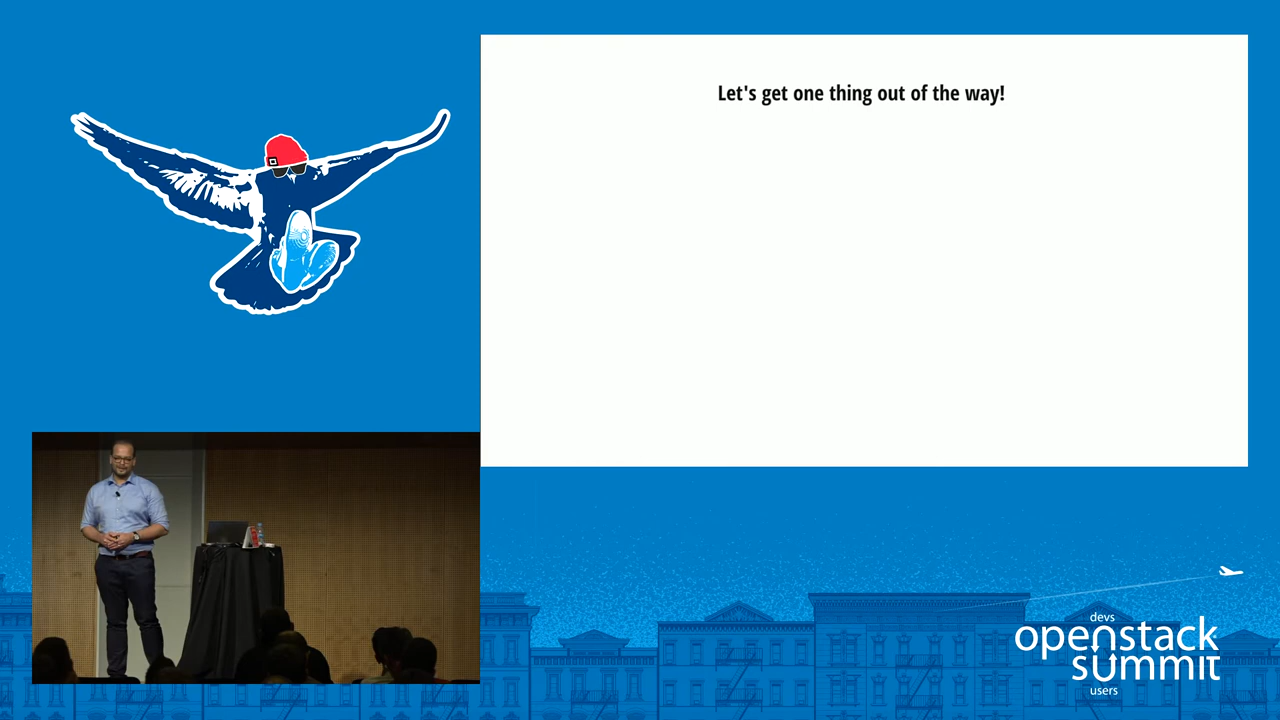 Let's get one thing out of the way!
devs
openstack
summit
users